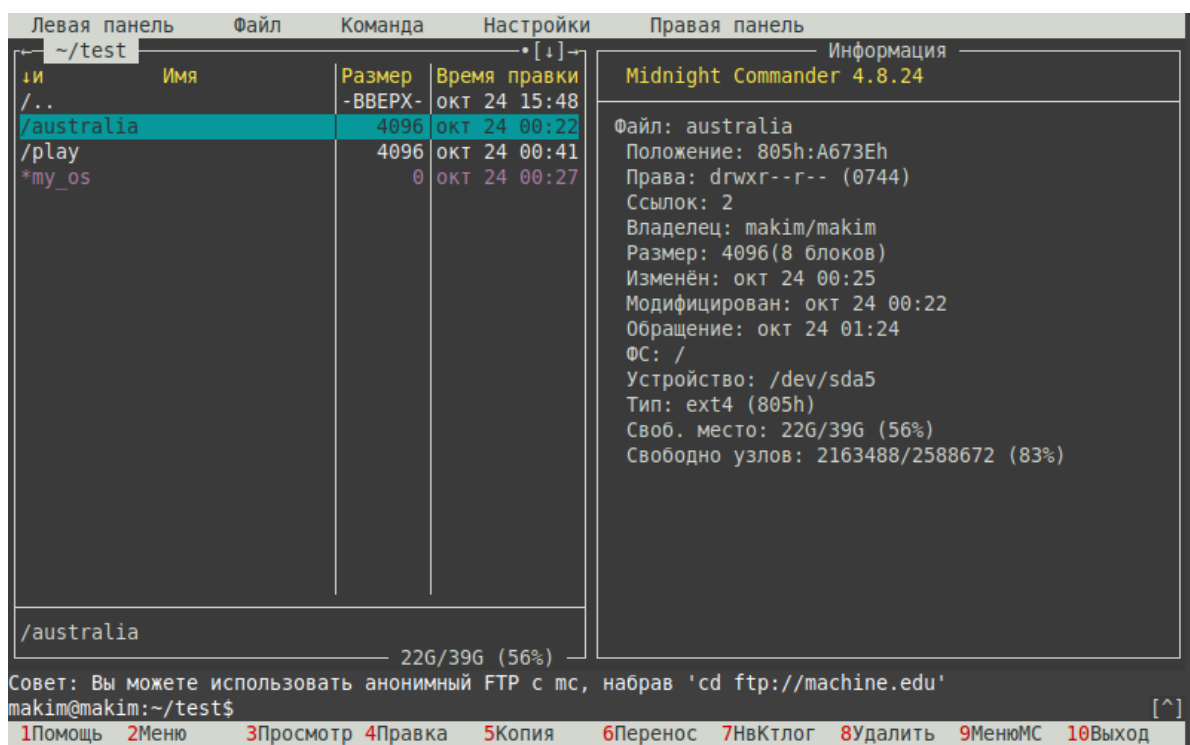 Левая панель Файл Команда Настройки Правая панель
~/test
↓и Имя Размер Время правки
/.. -ВВЕРХ- окт 24 15:48
/australia 4096 окт 24 00:22
/play 4096 окт 24 00:41
*my_os 0 окт 24 00:27
/australia
22G/39G (56%)
Информация
Midnight Commander 4.8.24
Файл: australia
Положение: 805h:A673Eh
Права: drwxr--r-- (0744)
Ссылок: 2
Владелец: makim/makim
Размер: 4096(8 блоков)
Изменён: окт 24 00:25
Модифицирован: окт 24 00:22
Обращение: окт 24 01:24
ФС: /
Устройство: /dev/sda5
Тип: ext4 (805h)
Своб. место: 22G/39G (56%)
Свободно узлов: 2163488/2588672 (83%)
Совет: Вы можете использовать анонимный FTP с mc, набрав 'cd ftp://machine.edu'
makim@makim:~/test$ [^]
1Помощь 2Меню 3Просмотр 4Правка 5Копия 6Перенос 7НвКтлог 8Удалить 9МенюMC 10Выход